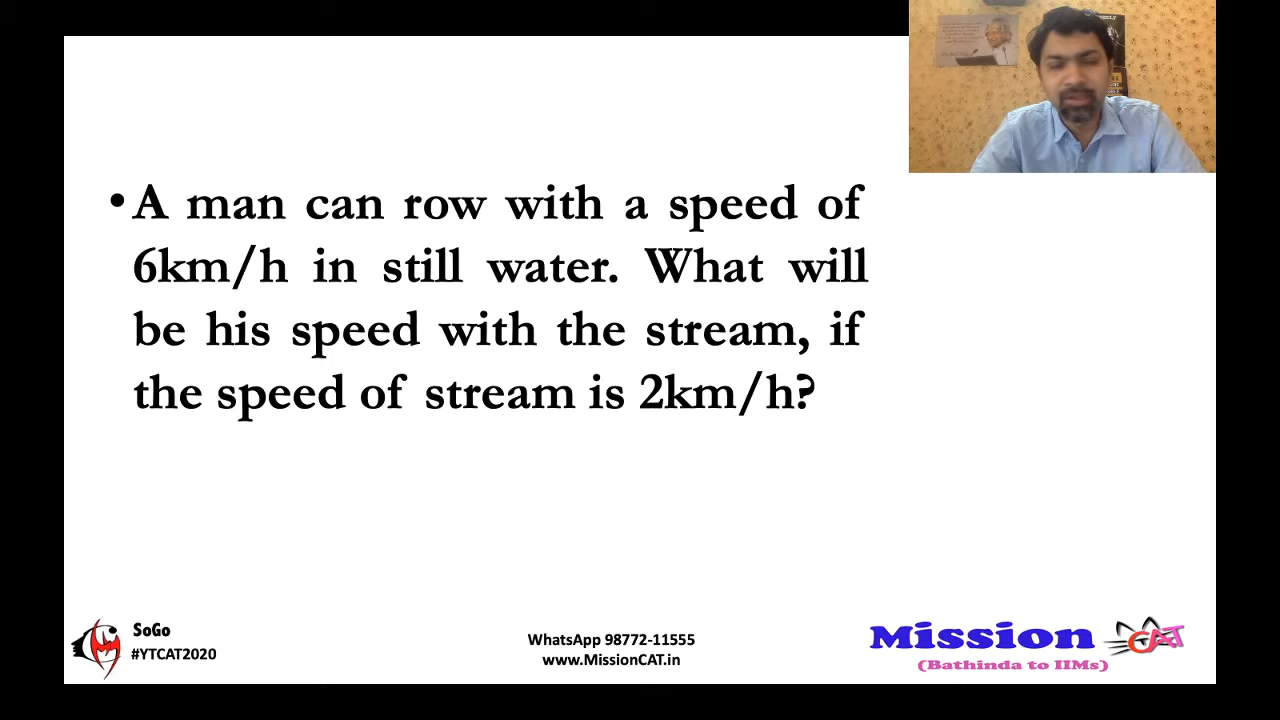 •A man can row with a speed of
6km/h in still water. What will
be his speed with the stream, if
the speed of stream is 2km/h?
SoGo
#YTCAT2020
WhatsApp 98772-11555
www.MissionCAT.in
Mission CAT
(Bathinda to IIMs)